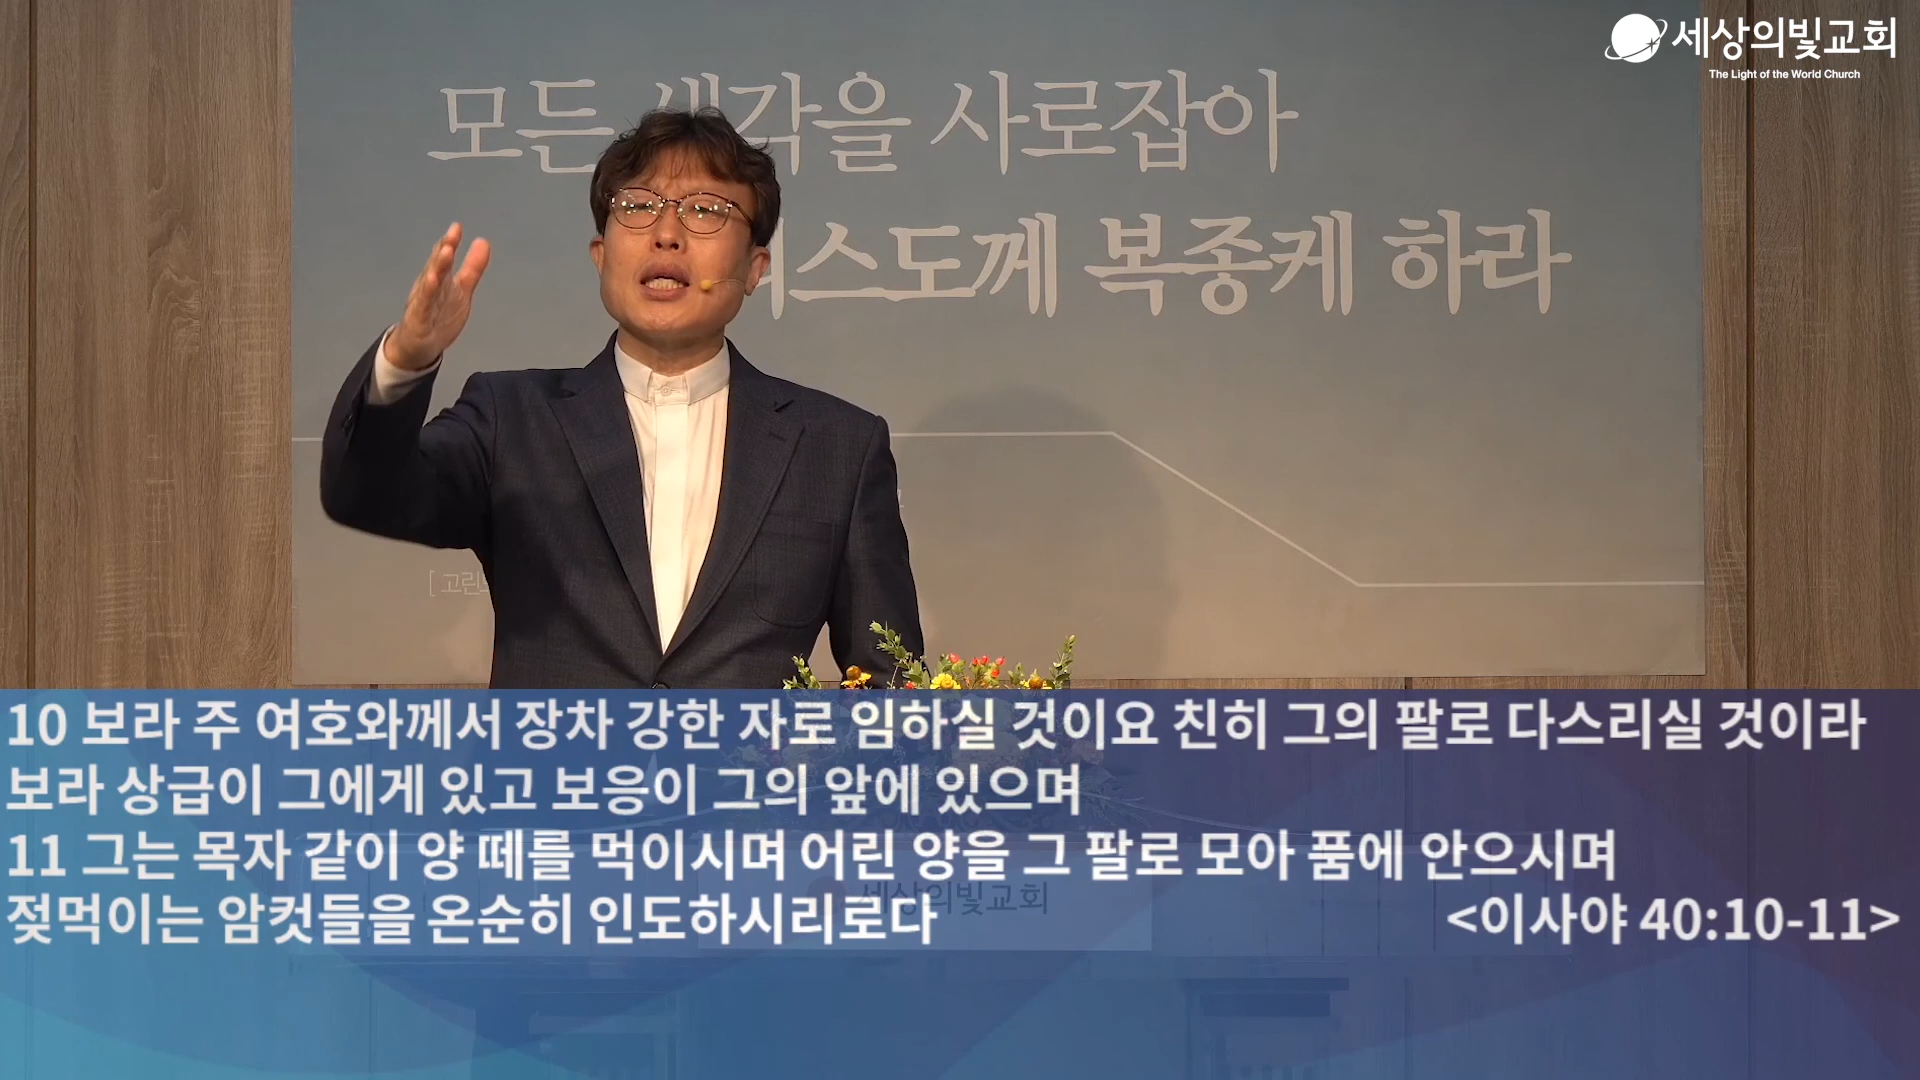 세상의빛교회
The Light of the World Church
모든 생각을 사로잡아
스도께 복종케 하라
[ 고린
10 보라 주 여호와께서 장차 강한 자로 임하실 것이요 친히 그의 팔로 다스리실 것이라
보라 상급이 그에게 있고 보응이 그의 앞에 있으며
11 그는 목자 같이 양 떼를 먹이시며 어린 양을 그 팔로 모아 품에 안으시며
세상의빛교회
젖먹이는 암컷들을 온순히 인도하시리로다 <이사야 40:10-11>